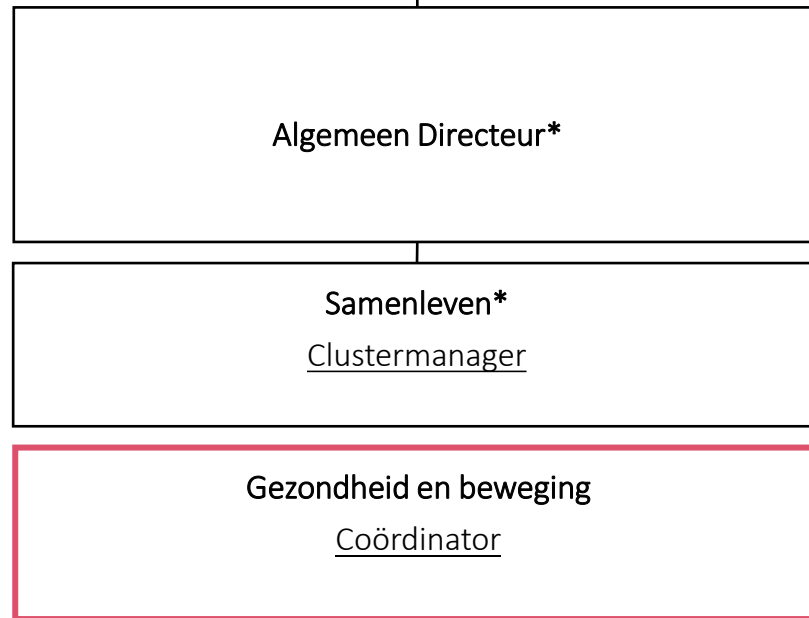 Algemeen Directeur*
Samenleven*
Clustermanager
Gezondheid en beweging
Coördinator